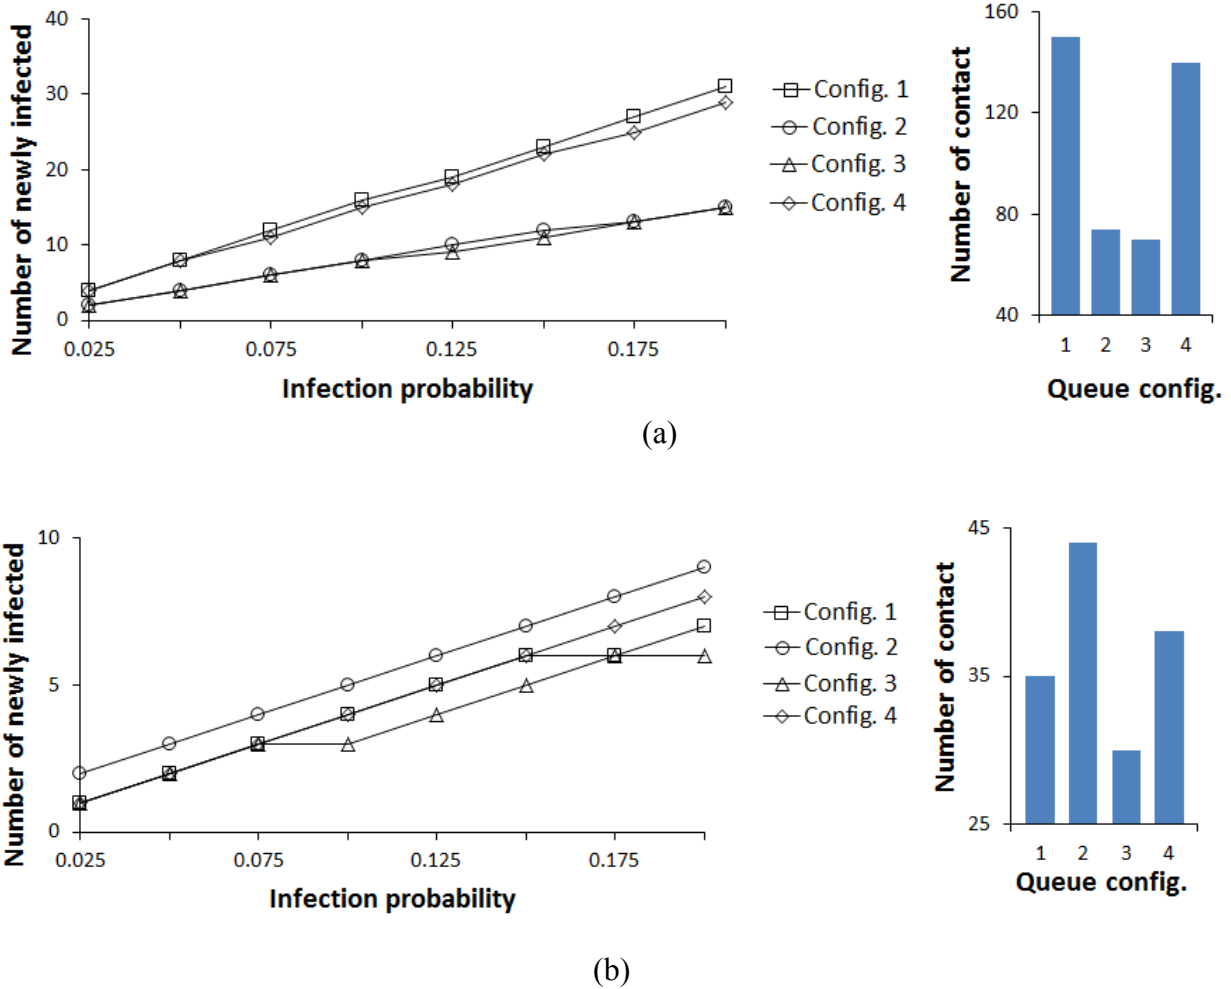 Number of newly infected
40
30
20
10
0
0.025
0.075
0.125
0.175
Infection probability
Config. 1
Config. 2
Config. 3
Config. 4
Number of contact
160
120
80
40
1
2
3
4
Queue config.
(a)
Number of newly infected
10
5
0
0.025
0.075
0.125
0.175
Infection probability
Config. 1
Config. 2
Config. 3
Config. 4
Number of contact
45
35
25
1
2
3
4
Queue config.
(b)